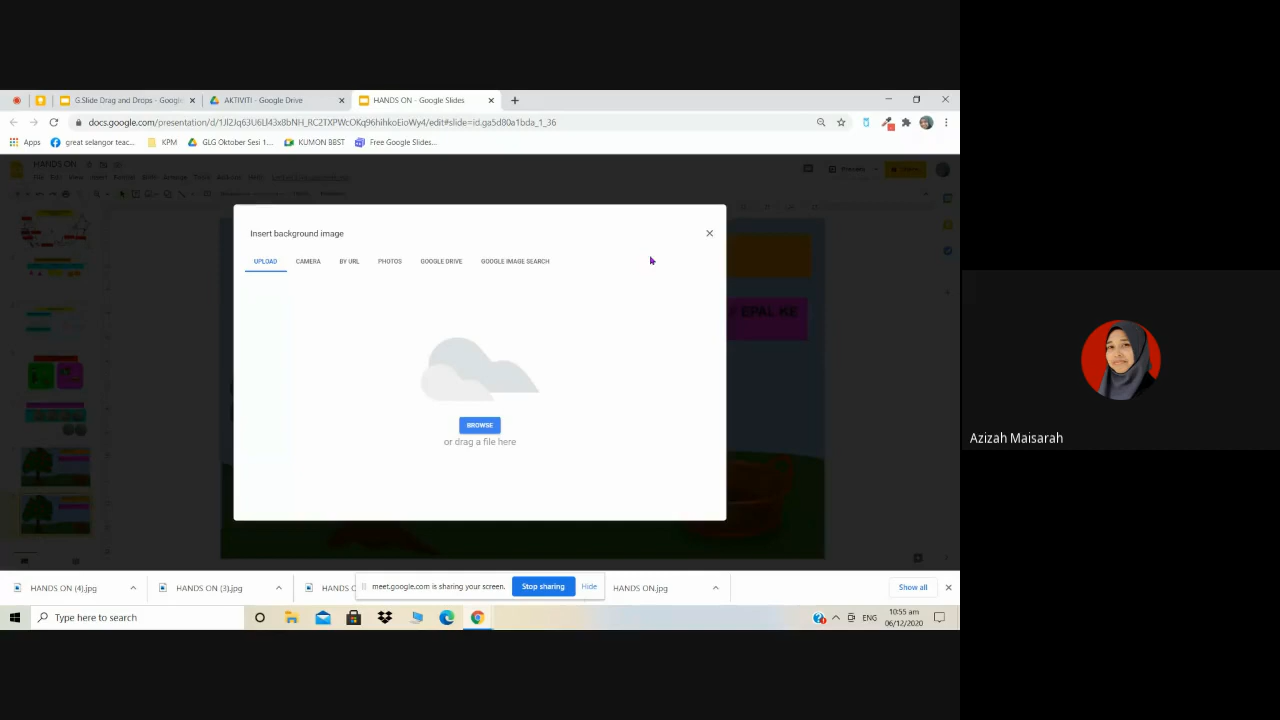 G.Slide Drag and Drops - Google
AKTIVITI - Google Drive
HANDS ON - Google Slides
docs.google.com/presentation/d/1Jl2Jq63U6LI43x8bNH_RC2TXPWcOKq96hihkoEioWy4/edit#slide=id.ga5d80a1bda_1_36
Apps
great selangor teac...
KPM
GLG Oktober Sesi 1...
KUMON BBST
Free Google Slides...
HANDS ON
Insert background image
UPLOAD
CAMERA
BY URL
PHOTOS
GOOGLE DRIVE
GOOGLE IMAGE SEARCH
EPAL KE
BROWSE
or drag a file here
Azizah Maisarah
HANDS ON (4).jpg
HANDS ON (3).jpg
HANDS O
meet.google.com is sharing your screen.
Stop sharing
Hide
HANDS ON.jpg
Show all
Type here to search
ENG
10:55 am
06/12/2020